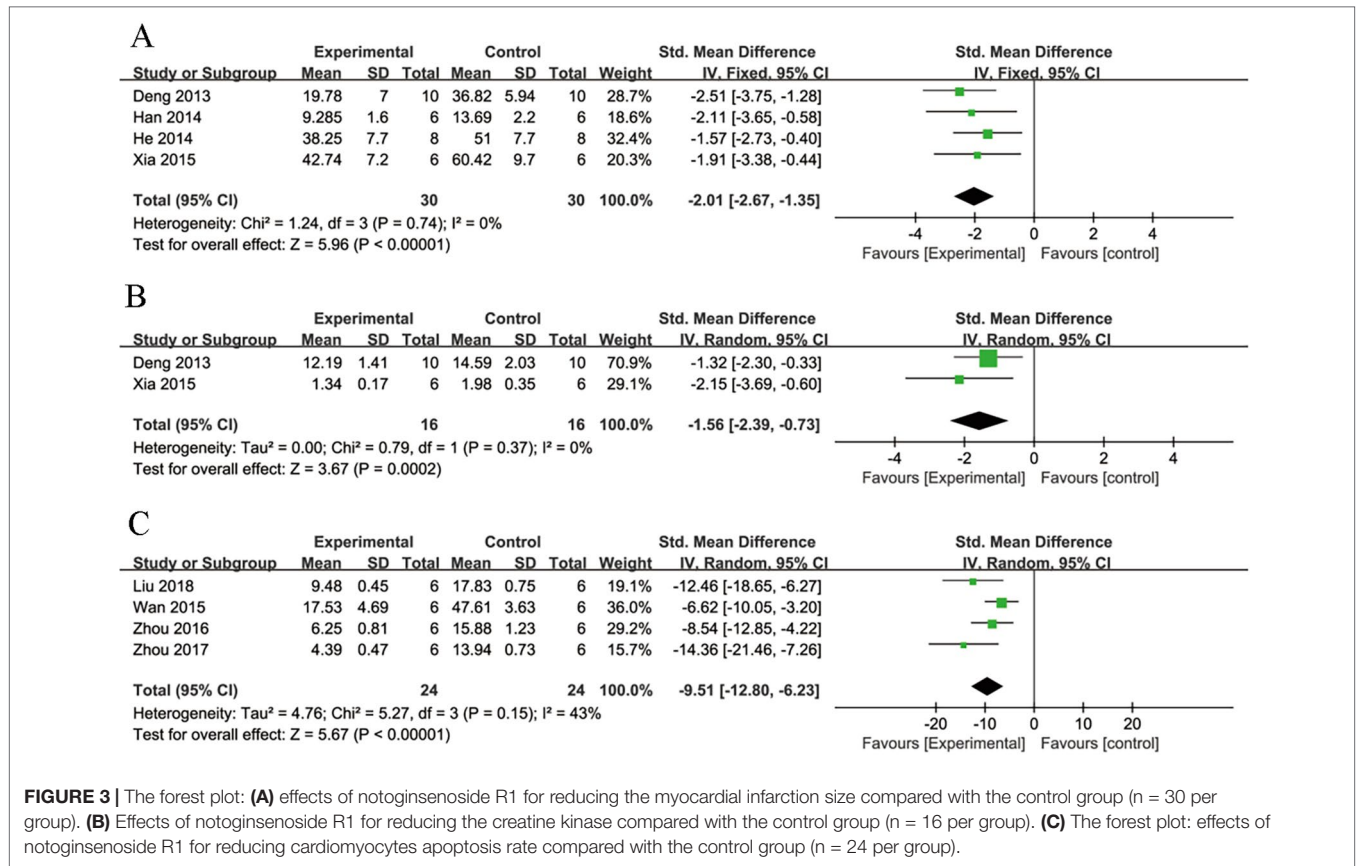 A
Experimental Control Std. Mean Difference Std. Mean Difference
Study or Subgroup Mean SD Total Mean SD Total Weight IV, Fixed, 95% CI IV, Fixed, 95% CI
Deng 2013 19.78 7 10 36.82 5.94 10 28.7% -2.51 [-3.75, -1.28]
Han 2014 9.285 1.6 6 13.69 2.2 6 18.6% -2.11 [-3.65, -0.58]
He 2014 38.25 7.7 8 51 7.7 8 32.4% -1.57 [-2.73, -0.40]
Xia 2015 42.74 7.2 6 60.42 9.7 6 20.3% -1.91 [-3.38, -0.44]
Total (95% CI) 30 30 100.0% -2.01 [-2.67, -1.35]
Heterogeneity: Chi² = 1.24, df = 3 (P = 0.74); I² = 0%
Test for overall effect: Z = 5.96 (P < 0.00001)
-4 -2 0 2 4
Favours [Experimental] Favours [control]
B
Experimental Control Std. Mean Difference Std. Mean Difference
Study or Subgroup Mean SD Total Mean SD Total Weight IV, Random, 95% CI IV, Random, 95% CI
Deng 2013 12.19 1.41 10 14.59 2.03 10 70.9% -1.32 [-2.30, -0.33]
Xia 2015 1.34 0.17 6 1.98 0.35 6 29.1% -2.15 [-3.69, -0.60]
Total (95% CI) 16 16 100.0% -1.56 [-2.39, -0.73]
Heterogeneity: Tau² = 0.00; Chi² = 0.79, df = 1 (P = 0.37); I² = 0%
Test for overall effect: Z = 3.67 (P = 0.0002)
-4 -2 0 2 4
Favours [Experimental] Favours [control]
C
Experimental Control Std. Mean Difference Std. Mean Difference
Study or Subgroup Mean SD Total Mean SD Total Weight IV, Random, 95% CI IV, Random, 95% CI
Liu 2018 9.48 0.45 6 17.83 0.75 6 19.1% -12.46 [-18.65, -6.27]
Wan 2015 17.53 4.69 6 47.61 3.63 6 36.0% -6.62 [-10.05, -3.20]
Zhou 2016 6.25 0.81 6 15.88 1.23 6 29.2% -8.54 [-12.85, -4.22]
Zhou 2017 4.39 0.47 6 13.94 0.73 6 15.7% -14.36 [-21.46, -7.26]
Total (95% CI) 24 24 100.0% -9.51 [-12.80, -6.23]
Heterogeneity: Tau² = 4.76; Chi² = 5.27, df = 3 (P = 0.15); I² = 43%
Test for overall effect: Z = 5.67 (P < 0.00001)
-20 -10 0 10 20
Favours [Experimental] Favours [control]
FIGURE 3 | The forest plot: (A) effects of notoginsenoside R1 for reducing the myocardial infarction size compared with the control group (n = 30 per
group). (B) Effects of notoginsenoside R1 for reducing the creatine kinase compared with the control group (n = 16 per group). (C) The forest plot: effects of
notoginsenoside R1 for reducing cardiomyocytes apoptosis rate compared with the control group (n = 24 per group).